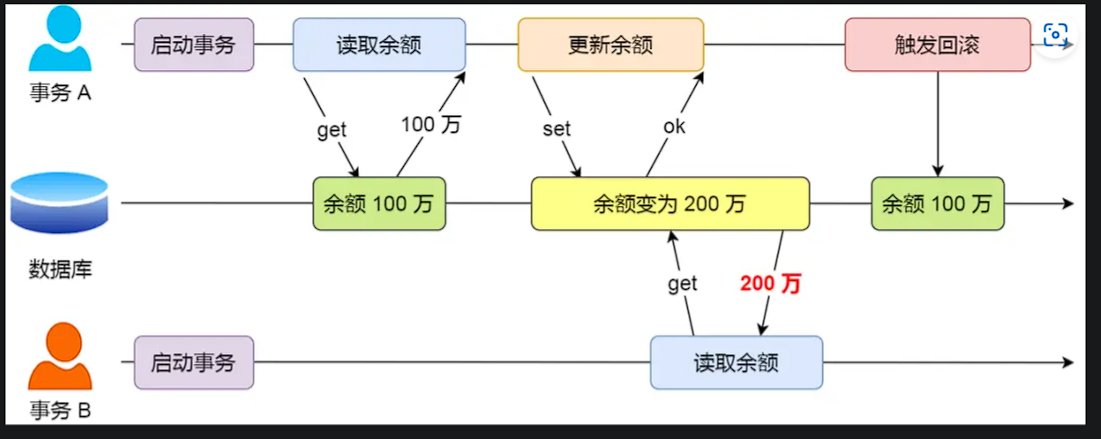 启动事务
读取余额
更新余额
触发回滚
事务 A
get
100 万
set
ok
余额 100 万
余额变为 200 万
余额 100 万
数据库
get
200 万
启动事务
读取余额
事务 B